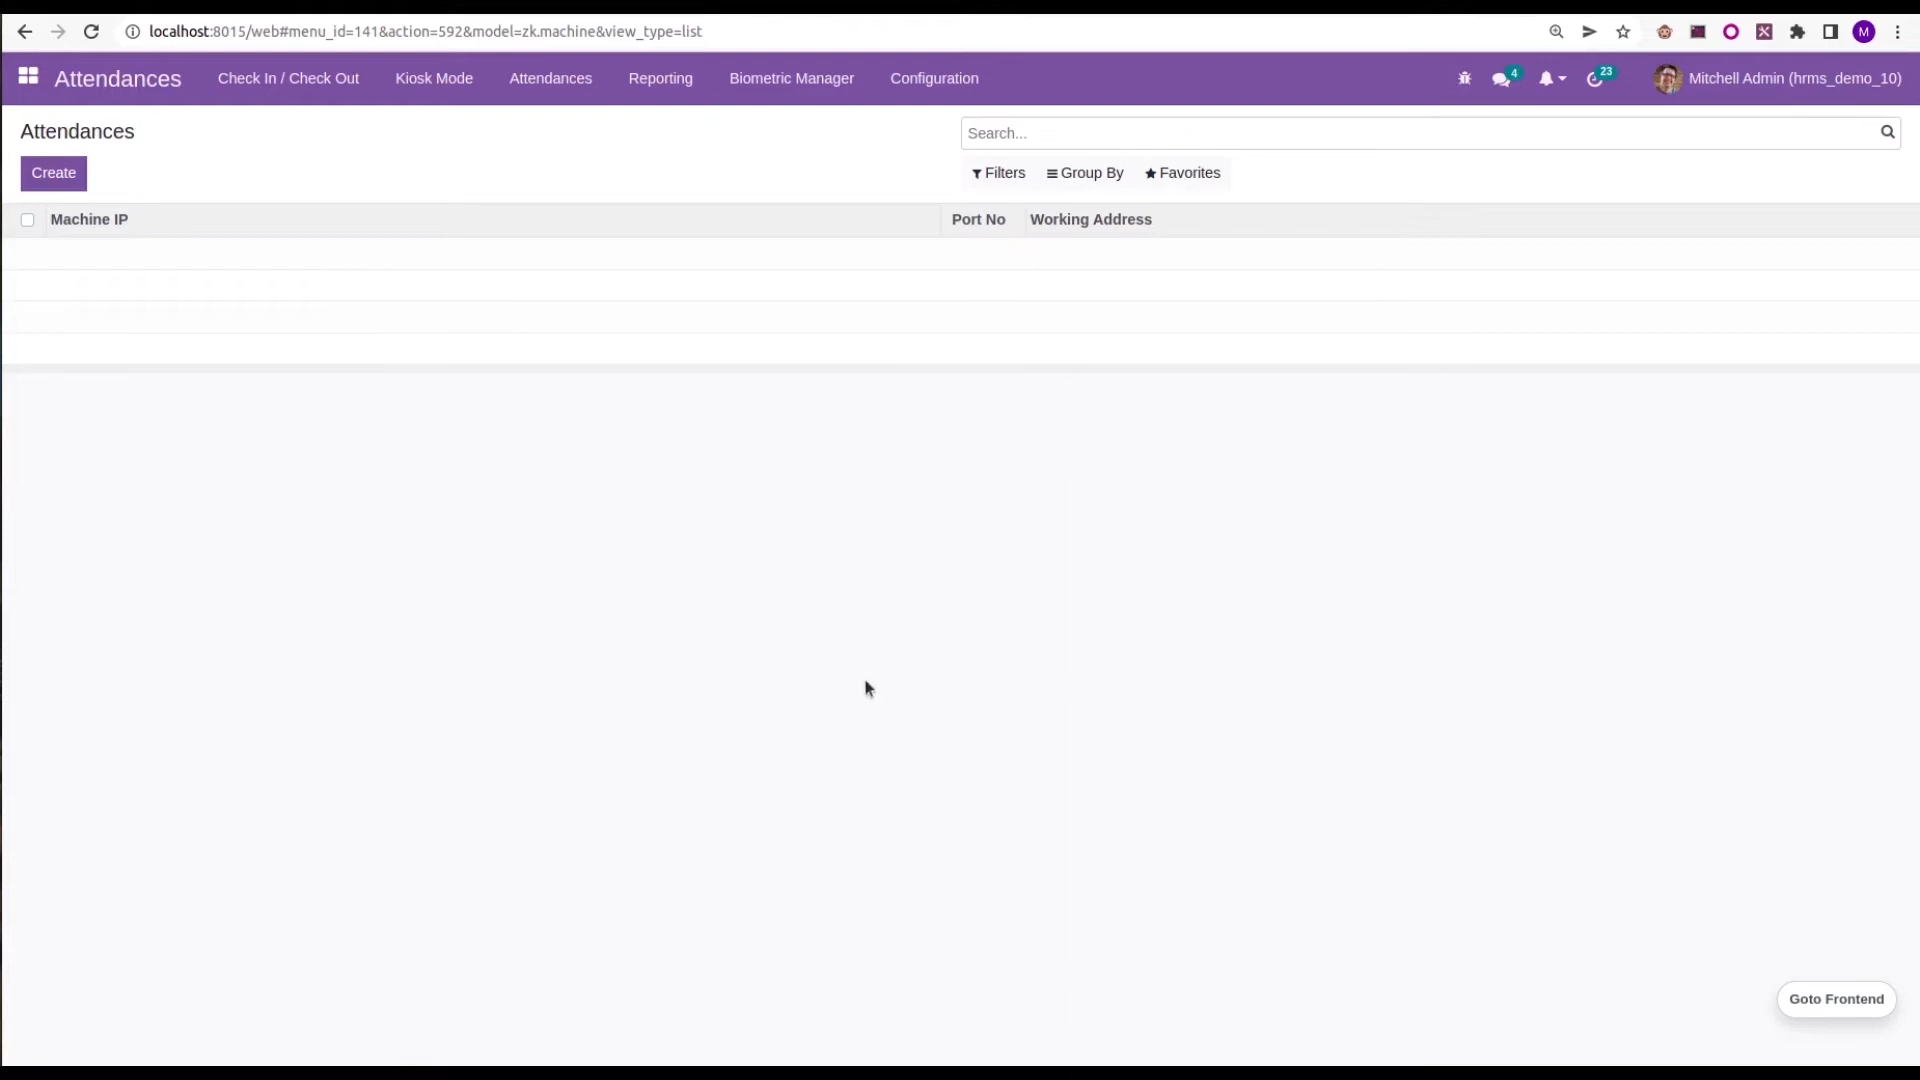 localhost:8015/web#menu_id=141&action=592&model=zk.machine&view_type=list
M
Attendances Check In / Check Out Kiosk Mode Attendances Reporting Biometric Manager Configuration 4 23 Mitchell Admin (hrms_demo_10)
Attendances
Search...
Create
Filters Group By Favorites
Machine IP Port No Working Address
Goto Frontend